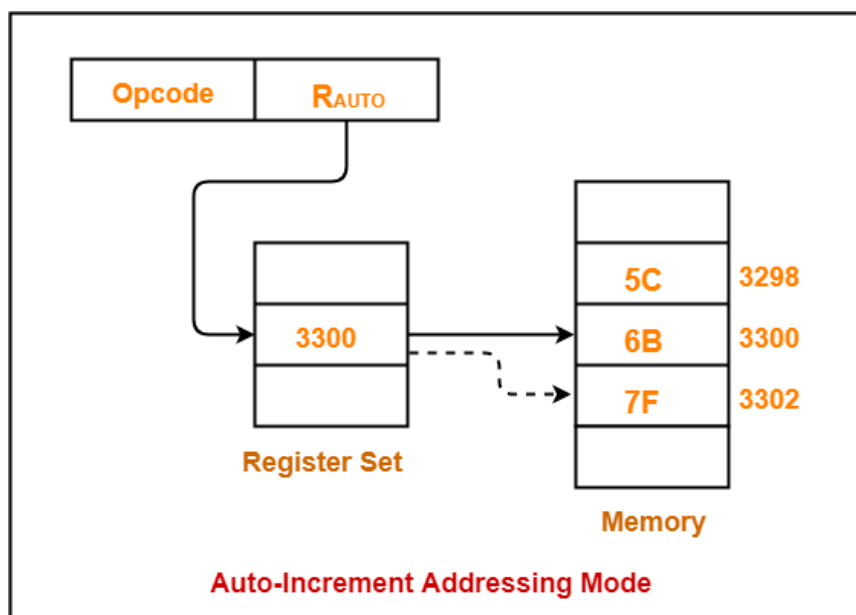 Opcode RAUTO
5C 3298
3300 6B 3300
7F 3302
Register Set
Memory
Auto-Increment Addressing Mode